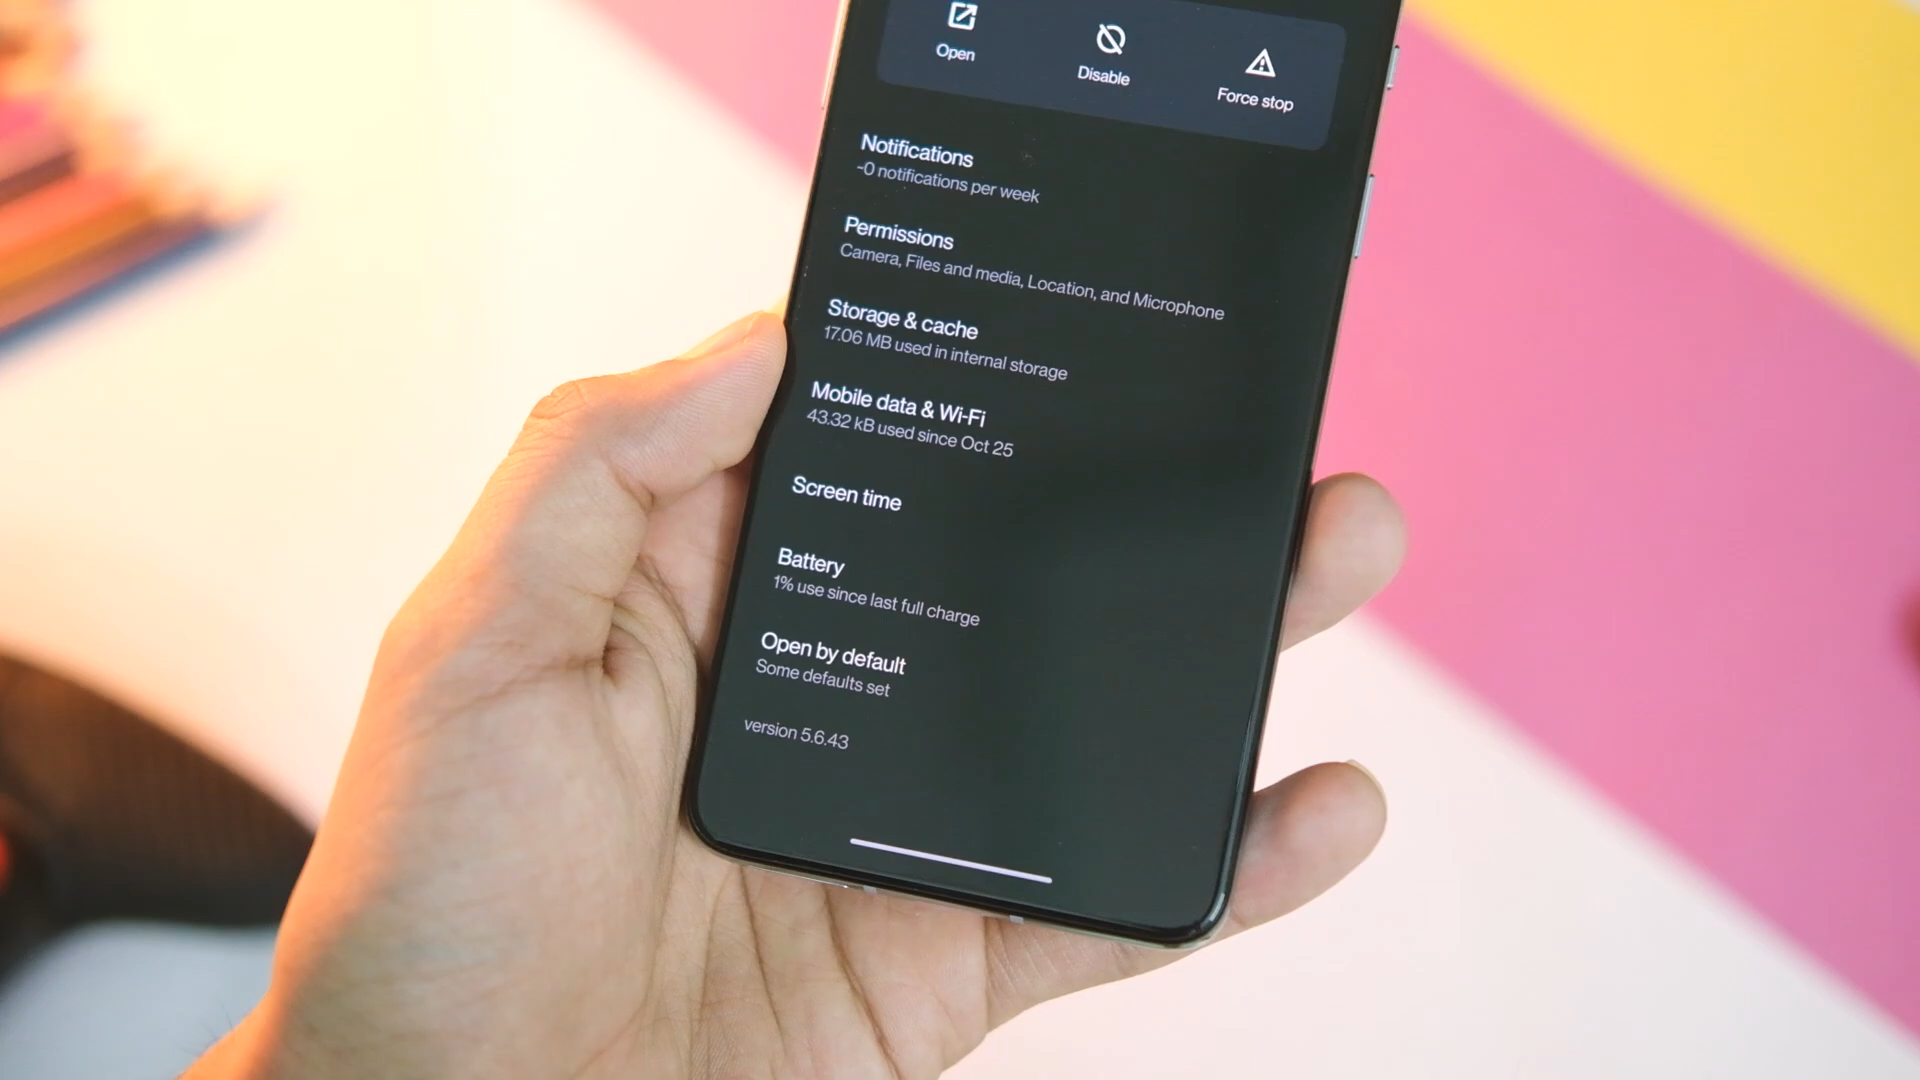 Open
Disable
Force stop
Notifications
~0 notifications per week
Permissions
Camera, Files and media, Location, and Microphone
Storage & cache
17.06 MB used in internal storage
Mobile data & Wi-Fi
43.32 kB used since Oct 25
Screen time
Battery
1% use since last full charge
Open by default
Some defaults set
version 5.6.43